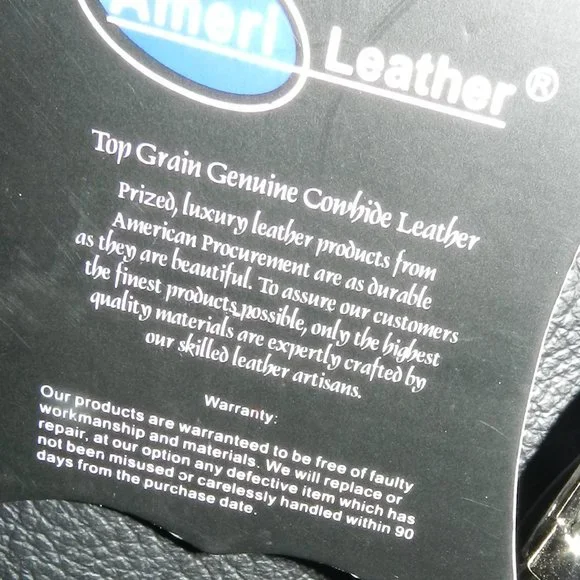 Ameri Leather®
Top Grain Genuine Cowhide Leather
Prized, luxury leather products from
American Procurement are as durable
as they are beautiful. To assure our customers
the finest products possible, only the highest
quality materials are expertly crafted by
our skilled leather artisans.
Warranty:
Our products are warranteed to be free of faulty
workmanship and materials. We will replace or
repair, at our option any defective item which has
not been misused or carelessly handled within 90
days from the purchase date.